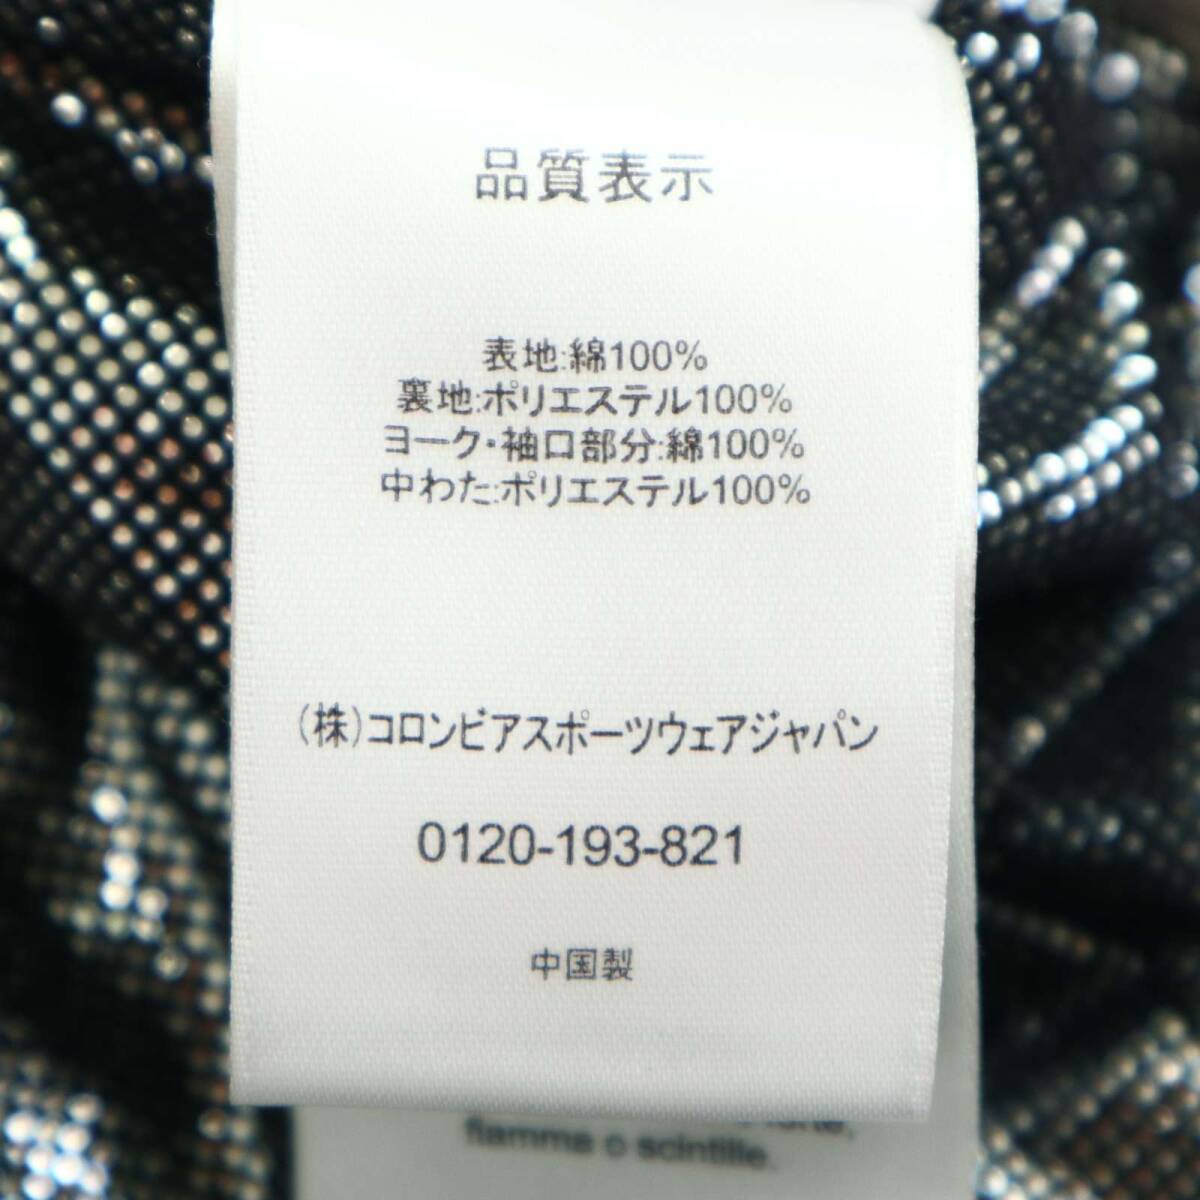 品質表示
表地:綿100%
裏地:ポリエステル100%
ヨーク・袖口部分:綿100%
中わた:ポリエステル100%
(株)コロンビアスポーツウェアジャパン
0120-193-821
中国製
fiamma o scintille.